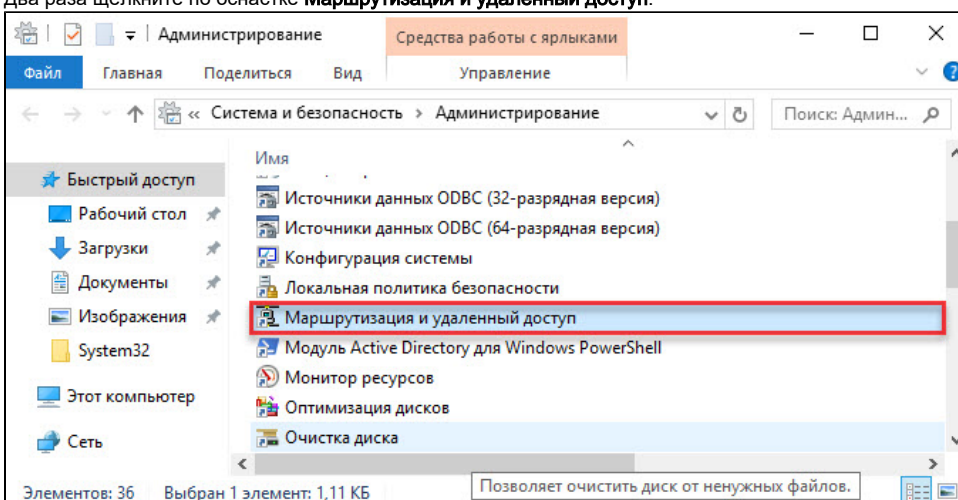 Два раза щелкните по оснастке Маршрутизация и удаленный доступ.
Администрирование
Средства работы с ярлыками
Файл
Главная
Поделиться
Вид
Управление
« Система и безопасность › Администрирование
Поиск: Админ...
Имя
Быстрый доступ
Рабочий стол
Загрузки
Документы
Изображения
System32
Этот компьютер
Сеть
Источники данных ODBC (32-разрядная версия)
Источники данных ODBC (64-разрядная версия)
Конфигурация системы
Локальная политика безопасности
Маршрутизация и удаленный доступ
Модуль Active Directory для Windows PowerShell
Монитор ресурсов
Оптимизация дисков
Очистка диска
Позволяет очистить диск от ненужных файлов.
Элементов: 36
Выбран 1 элемент: 1,11 КБ